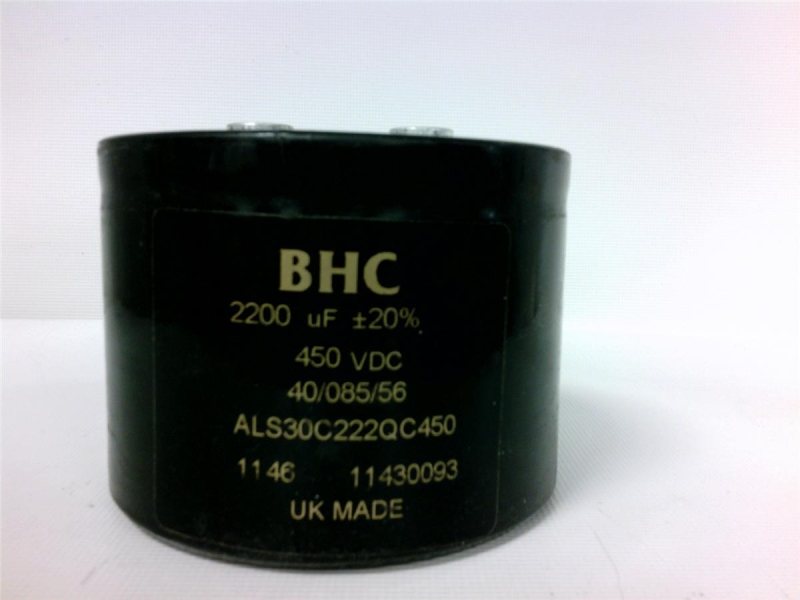 BHC
2200 uF ±20%
450 VDC
40/085/56
ALS30C222QC450
1146 11430093
UK MADE